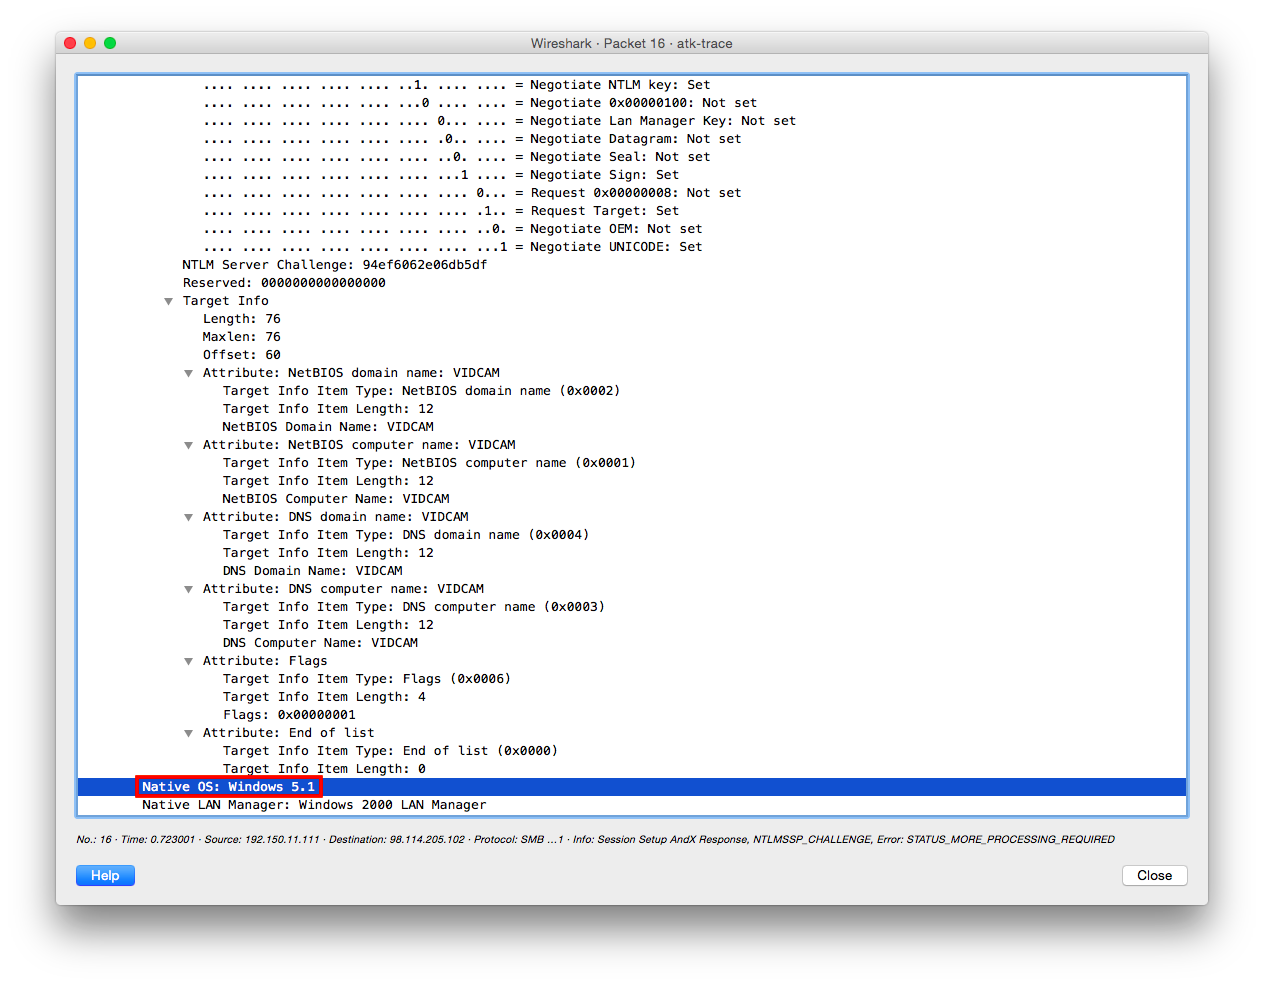 Wireshark · Packet 16 · atk-trace
.... .... .... .... .... ..1. .... .... = Negotiate NTLM key: Set
.... .... .... .... .... ...0 .... .... = Negotiate 0x00000100: Not set
.... .... .... .... .... .... 0... .... = Negotiate Lan Manager Key: Not set
.... .... .... .... .... .... .0.. .... = Negotiate Datagram: Not set
.... .... .... .... .... .... ..0. .... = Negotiate Seal: Not set
.... .... .... .... .... .... ...1 .... = Negotiate Sign: Set
.... .... .... .... .... .... .... 0... = Request 0x00000008: Not set
.... .... .... .... .... .... .... .1.. = Request Target: Set
.... .... .... .... .... .... .... ..0. = Negotiate OEM: Not set
.... .... .... .... .... .... .... ...1 = Negotiate UNICODE: Set
NTLM Server Challenge: 94ef6062e06db5df
Reserved: 0000000000000000
Target Info
Length: 76
Maxlen: 76
Offset: 60
Attribute: NetBIOS domain name: VIDCAM
Target Info Item Type: NetBIOS domain name (0x0002)
Target Info Item Length: 12
NetBIOS Domain Name: VIDCAM
Attribute: NetBIOS computer name: VIDCAM
Target Info Item Type: NetBIOS computer name (0x0001)
Target Info Item Length: 12
NetBIOS Computer Name: VIDCAM
Attribute: DNS domain name: VIDCAM
Target Info Item Type: DNS domain name (0x0004)
Target Info Item Length: 12
DNS Domain Name: VIDCAM
Attribute: DNS computer name: VIDCAM
Target Info Item Type: DNS computer name (0x0003)
Target Info Item Length: 12
DNS Computer Name: VIDCAM
Attribute: Flags
Target Info Item Type: Flags (0x0006)
Target Info Item Length: 4
Flags: 0x00000001
Attribute: End of list
Target Info Item Type: End of list (0x0000)
Target Info Item Length: 0
Native OS: Windows 5.1
Native LAN Manager: Windows 2000 LAN Manager
No.: 16 · Time: 0.723001 · Source: 192.150.11.111 · Destination: 98.114.205.102 · Protocol: SMB …1 · Info: Session Setup AndX Response, NTLMSSP_CHALLENGE, Error: STATUS_MORE_PROCESSING_REQUIRED
Help
Close